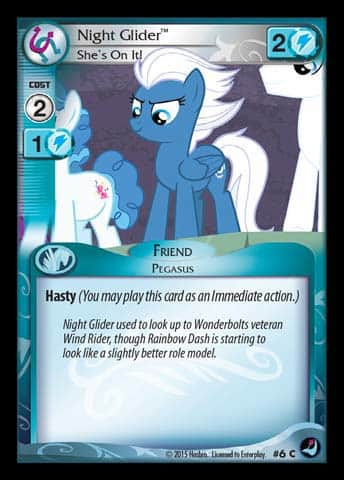 Night Glider™
She's On It!
2
COST
2
1
FRIEND
PEGASUS
Hasty (You may play this card as an Immediate action.)
Night Glider used to look up to Wonderbolts veteran
Wind Rider, though Rainbow Dash is starting to
look like a slightly better role model.
© 2015 Hasbro. Licensed to Enterplay. #6 C